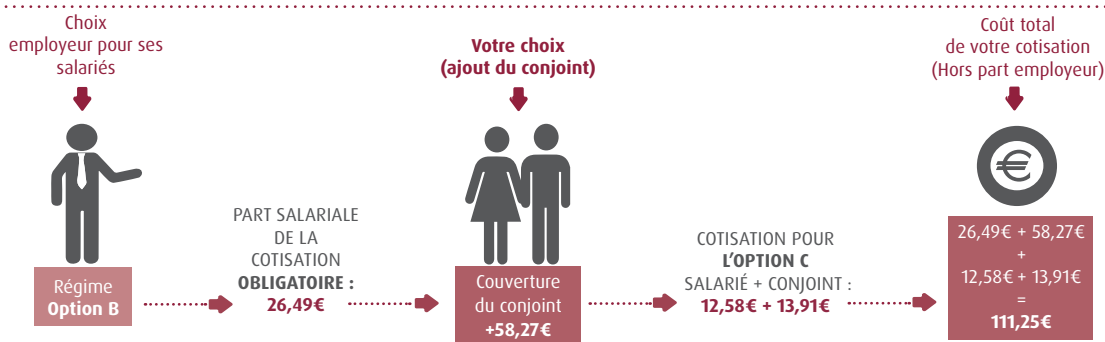 Choix
employeur pour ses
salariés
Votre choix
(ajout du conjoint)
Coût total
de votre cotisation
(Hors part employeur)
€
Régime
Option B
PART SALARIALE
DE LA
COTISATION
OBLIGATOIRE :
26,49€
Couverture
du conjoint
+58,27€
COTISATION POUR
L'OPTION C
SALARIÉ + CONJOINT :
12,58€ + 13,91€
26,49€ + 58,27€
+
12,58€ + 13,91€
=
111,25€